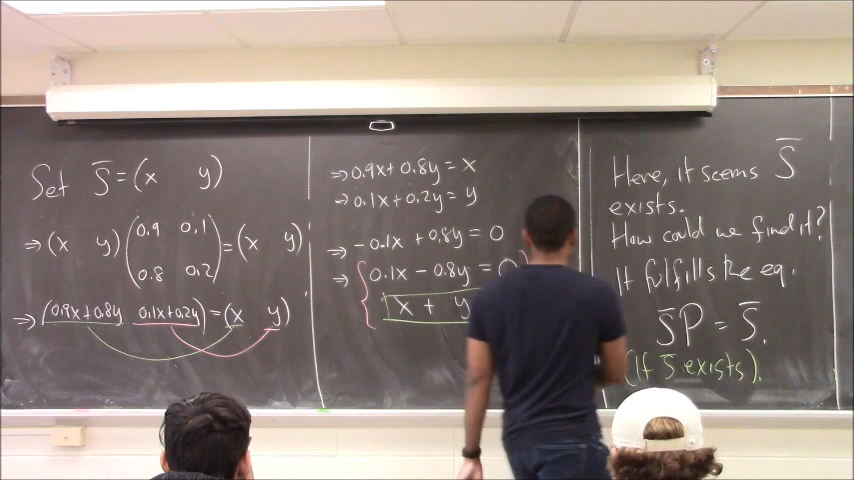 Set S̄ = (x y)
⇒ (x y) (0.9 0.1
0.8 0.2) = (x y)
⇒ (0.9x+0.8y 0.1x+0.2y) = (x y)
⇒ 0.9x + 0.8y = x
⇒ 0.1x + 0.2y = y
⇒ -0.1x + 0.8y = 0
⇒ { 0.1x - 0.8y = 0
x + y
Here, it seems S̄
exists.
How could we find it?
It fulfills the eq.
S̄P = S̄.
(If S̄ exists).